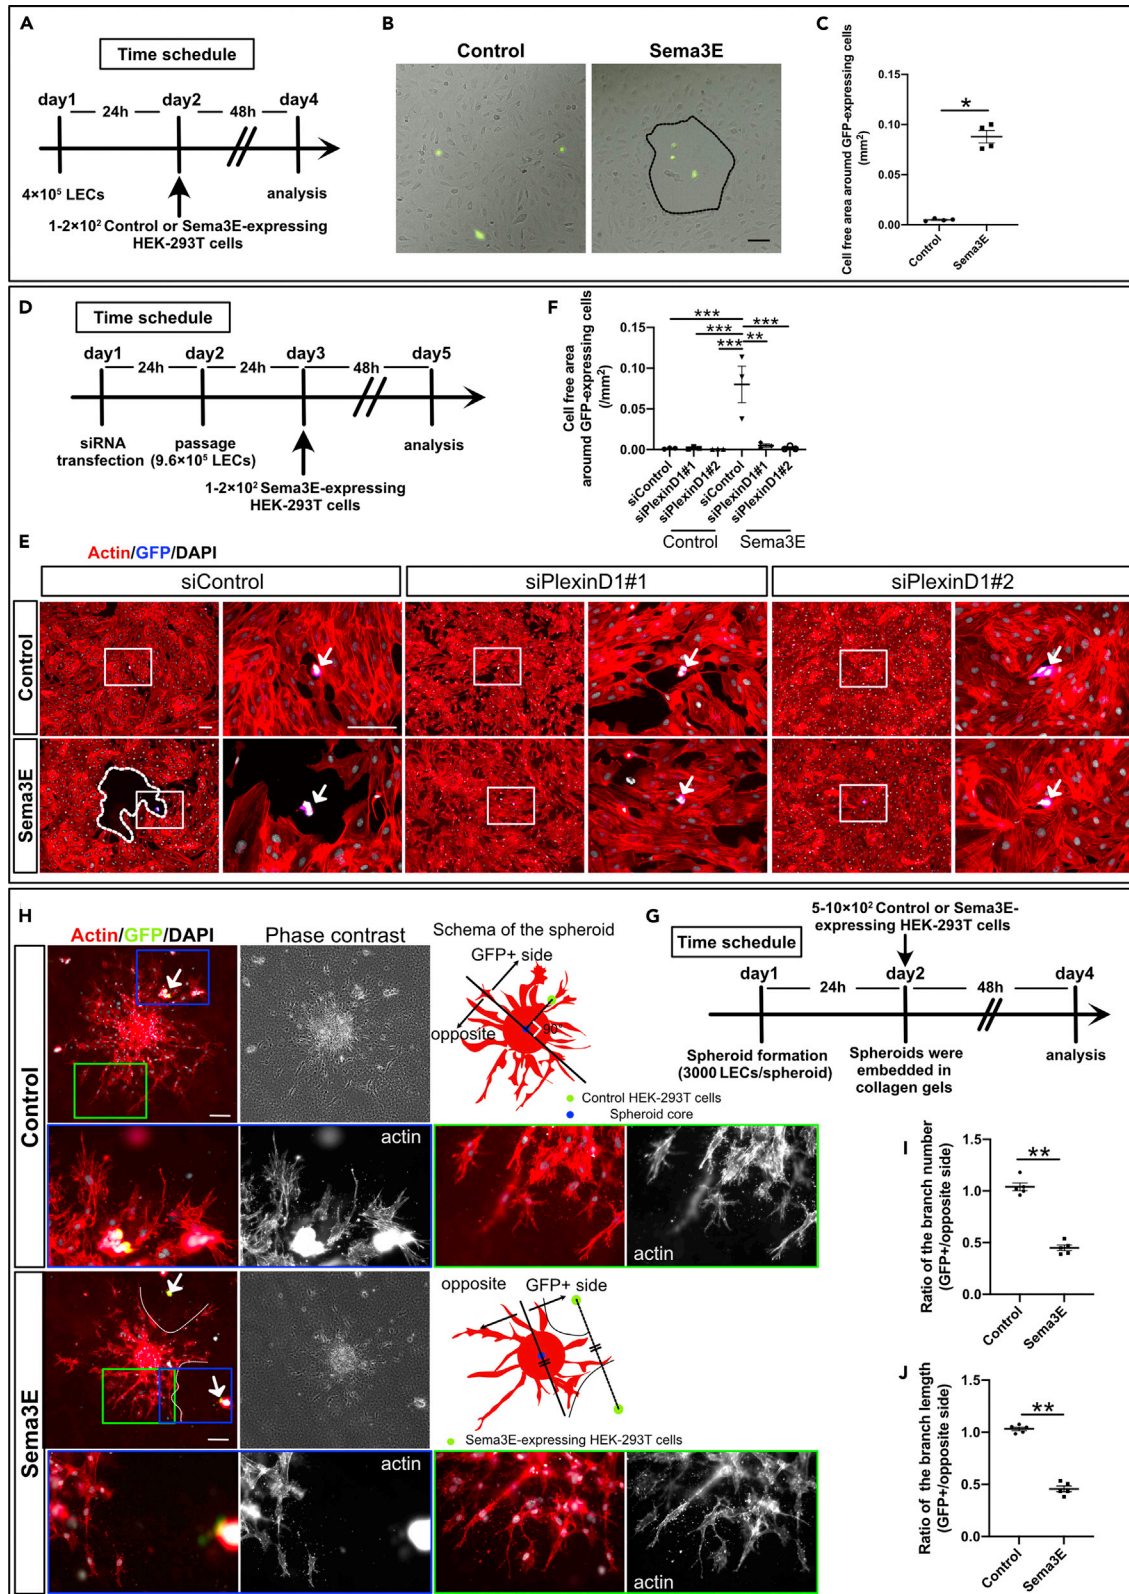 A
Time schedule
day1
24h
day2
48h
day4
4×10⁵ LECs
analysis
1-2×10² Control or Sema3E-expressing
HEK-293T cells
B
Control
Sema3E
C
Cell free area aroumd GFP-expressing cells
(mm²)
0.15
0.10
0.05
0.00
*
Control
Sema3E
D
Time schedule
day1
24h
day2
24h
day3
48h
day5
siRNA
transfection
passage
(9.6×10⁵ LECs)
analysis
1-2×10² Sema3E-expressing
HEK-293T cells
F
Cell free area
aroumd GFP-expressing cells
(/mm²)
0.15
0.10
0.05
0.00
***
***
***
***
**
siControl
siPlexinD1#1
siPlexinD1#2
siControl
siPlexinD1#1
siPlexinD1#2
Control
Sema3E
E
Actin/GFP/DAPI
siControl
siPlexinD1#1
siPlexinD1#2
Control
Sema3E
H
Actin/GFP/DAPI
Phase contrast
Schema of the spheroid
GFP+ side
opposite
90°
Control HEK-293T cells
Spheroid core
Control
actin
actin
opposite
GFP+ side
Sema3E-expressing HEK-293T cells
Sema3E
actin
actin
G
5-10×10² Control or Sema3E-
expressing HEK-293T cells
Time schedule
day1
24h
day2
48h
day4
Spheroid formation
(3000 LECs/spheroid)
Spheroids were
embedded in
collagen gels
analysis
I
Ratio of the branch number
(GFP+/opposite side)
1.5
1.0
0.5
0.0
**
Control
Sema3E
J
Ratio of the branch lemgth
(GFP+/opposite side)
1.5
1.0
0.5
0.0
**
Control
Sema3E